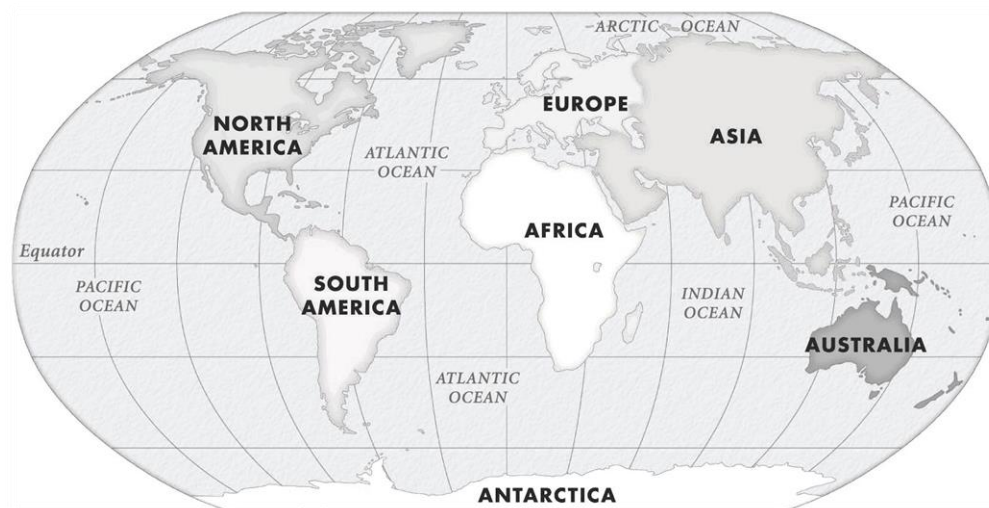 ARCTIC OCEAN
EUROPE
NORTH
AMERICA
ASIA
ATLANTIC
OCEAN
PACIFIC
OCEAN
AFRICA
Equator
PACIFIC
OCEAN
SOUTH
AMERICA
INDIAN
OCEAN
AUSTRALIA
ATLANTIC
OCEAN
ANTARCTICA